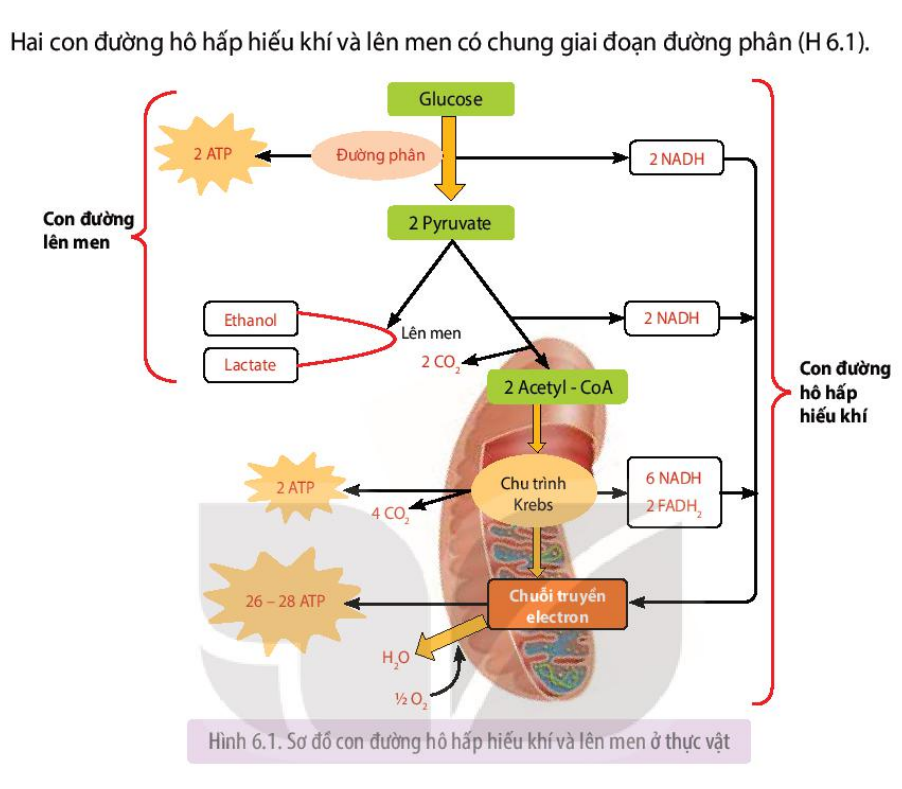 Hai con đường hô hấp hiếu khí và lên men có chung giai đoạn đường phân (H 6.1).
Glucose
2 ATP
Đường phân
2 NADH
Con đường
lên men
2 Pyruvate
Ethanol
Lactate
Lên men
2 NADH
2 CO₂
2 Acetyl - CoA
Con đường
hô hấp
hiếu khí
2 ATP
4 CO₂
Chu trình
Krebs
6 NADH
2 FADH₂
26 – 28 ATP
Chuỗi truyền
electron
H₂O
½ O₂
Hình 6.1. Sơ đồ con đường hô hấp hiếu khí và lên men ở thực vật